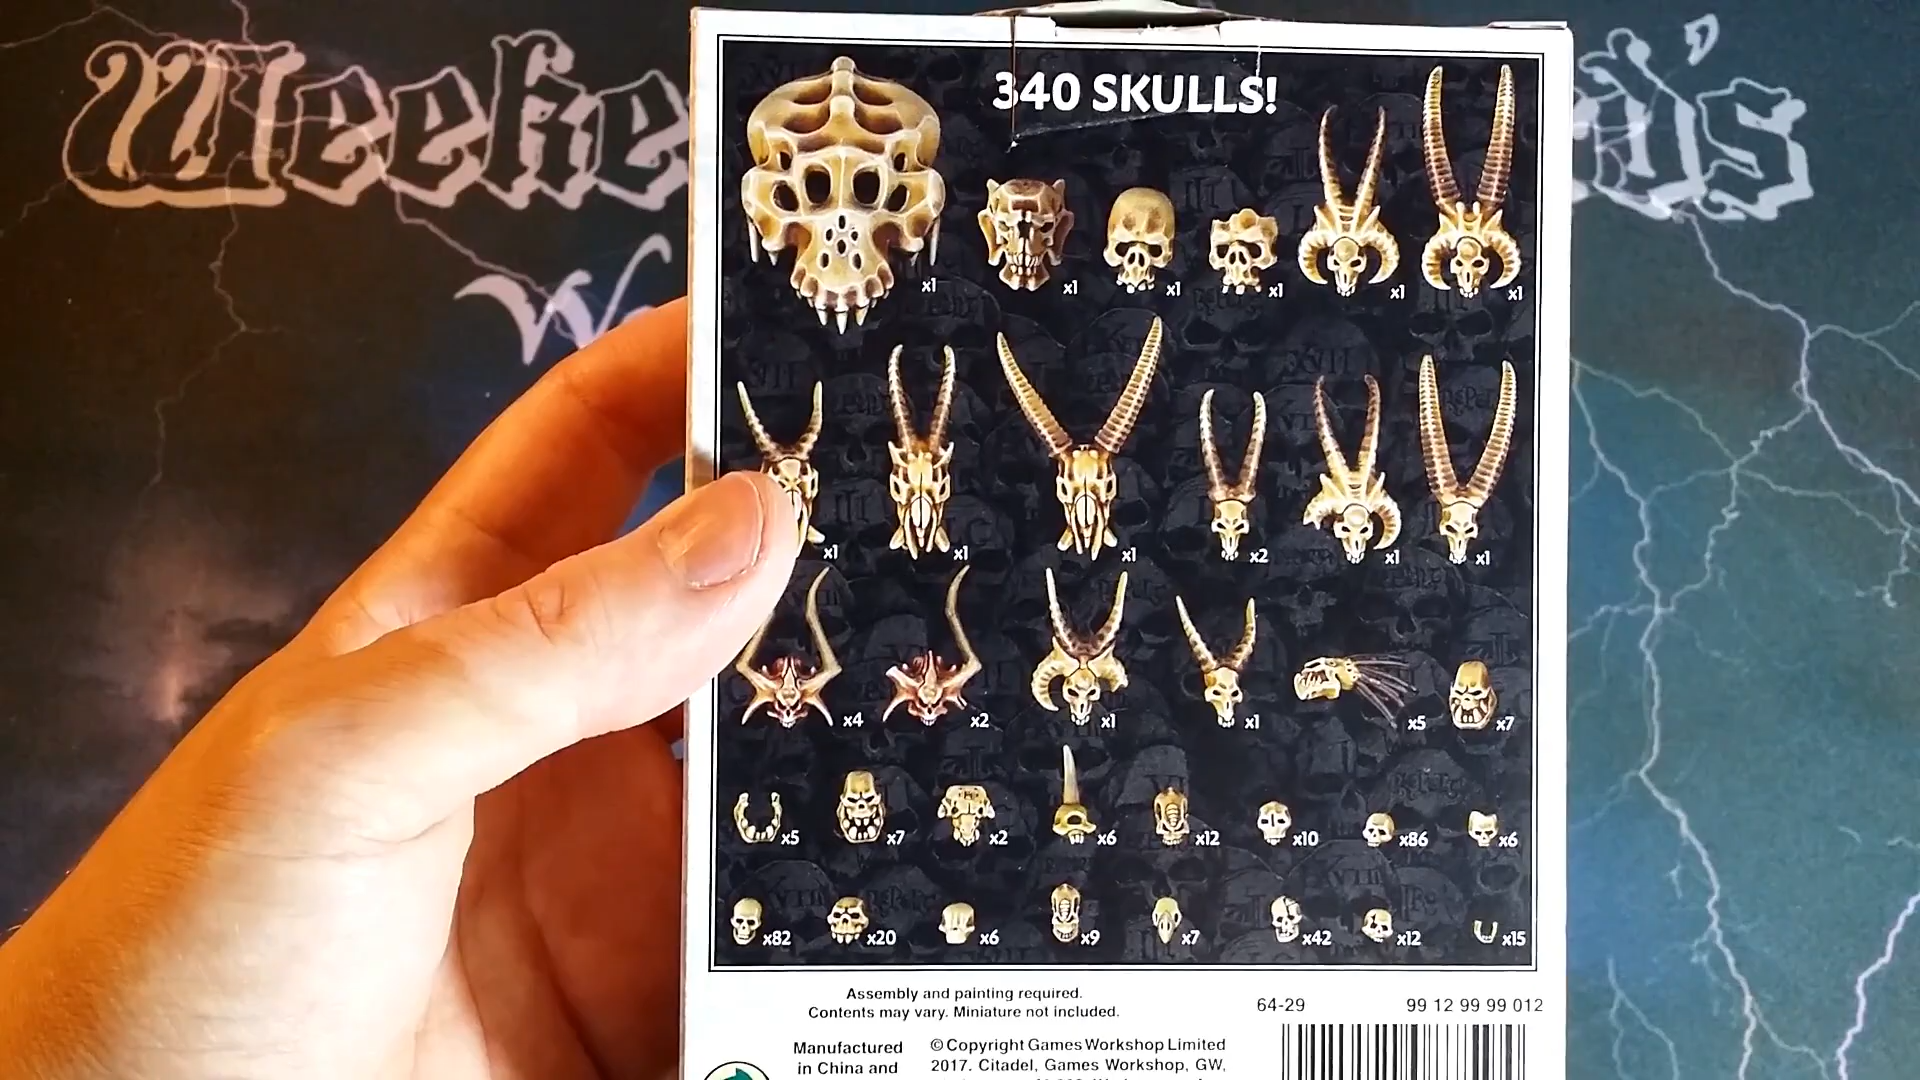 340 SKULLS!
x1 x1 x1 x1 x1 x1
x1 x1 x1 x2 x1 x1
x4 x2 x1 x1 x5 x7
x5 x7 x2 x6 x12 x10 x86 x6
x82 x20 x6 x9 x7 x42 x12 x15
Assembly and painting required.
Contents may vary. Miniature not included.
64-29
99 12 99 99 012
Manufactured
in China and
© Copyright Games Workshop Limited
2017. Citadel, Games Workshop, GW,